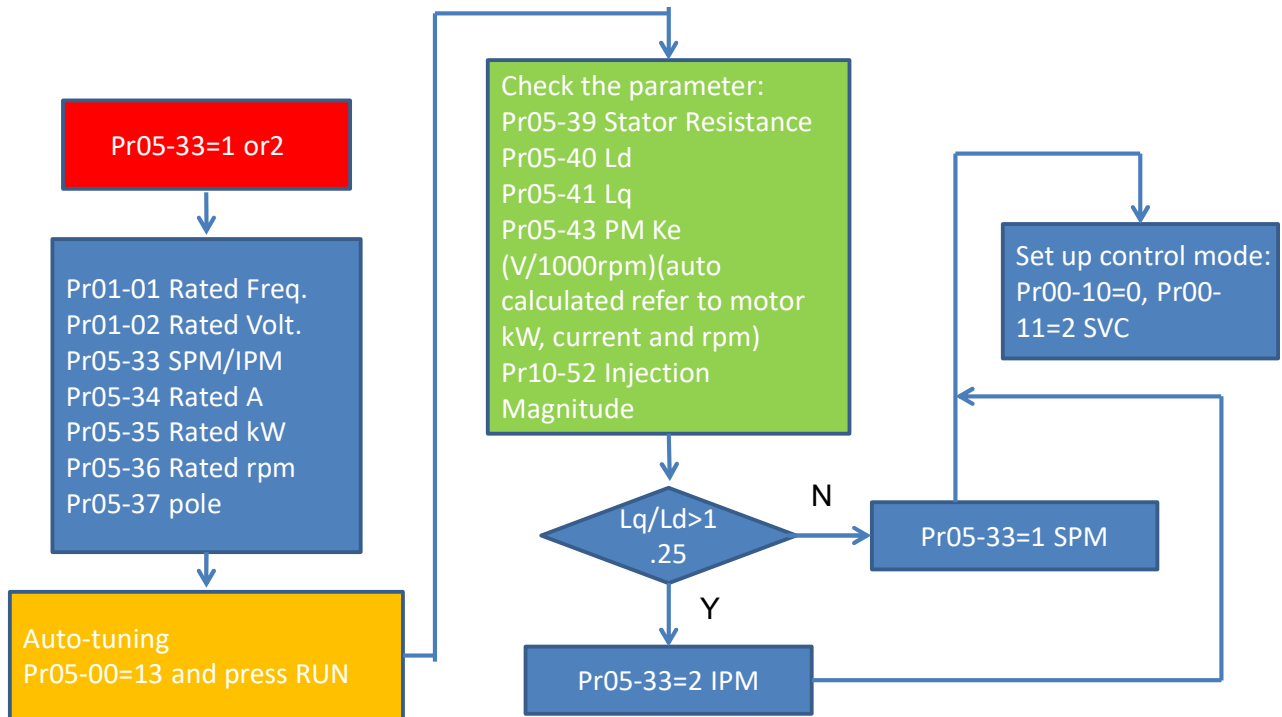 Pr05-33=1 or2
Pr01-01 Rated Freq.
Pr01-02 Rated Volt.
Pr05-33 SPM/IPM
Pr05-34 Rated A
Pr05-35 Rated kW
Pr05-36 Rated rpm
Pr05-37 pole
Auto-tuning
Pr05-00=13 and press RUN
Check the parameter:
Pr05-39 Stator Resistance
Pr05-40 Ld
Pr05-41 Lq
Pr05-43 PM Ke
(V/1000rpm)(auto
calculated refer to motor
kW, current and rpm)
Pr10-52 Injection
Magnitude
Lq/Ld>1
.25
N
Y
Pr05-33=1 SPM
Pr05-33=2 IPM
Set up control mode:
Pr00-10=0, Pr00-
11=2 SVC